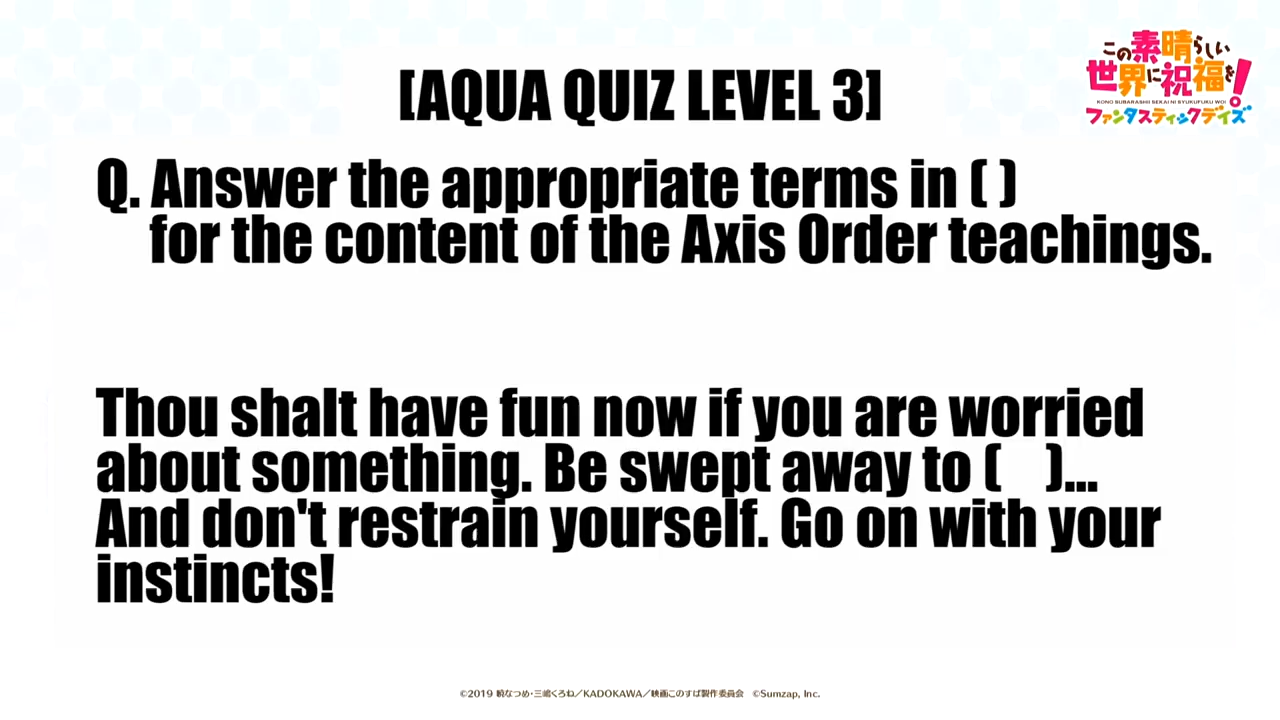 この素晴らしい
世界に祝福を!
KONO SUBARASHII SEKAI NI SYUKUFUKU WO!
ファンタスティックデイズ
[AQUA QUIZ LEVEL 3]
Q. Answer the appropriate terms in ( )
for the content of the Axis Order teachings.
Thou shalt have fun now if you are worried
about something. Be swept away to ( )...
And don't restrain yourself. Go on with your
instincts!
©2019 暁なつめ・三嶋くろね／KADOKAWA／映画このすば製作委員会 ©Sumzap, Inc.